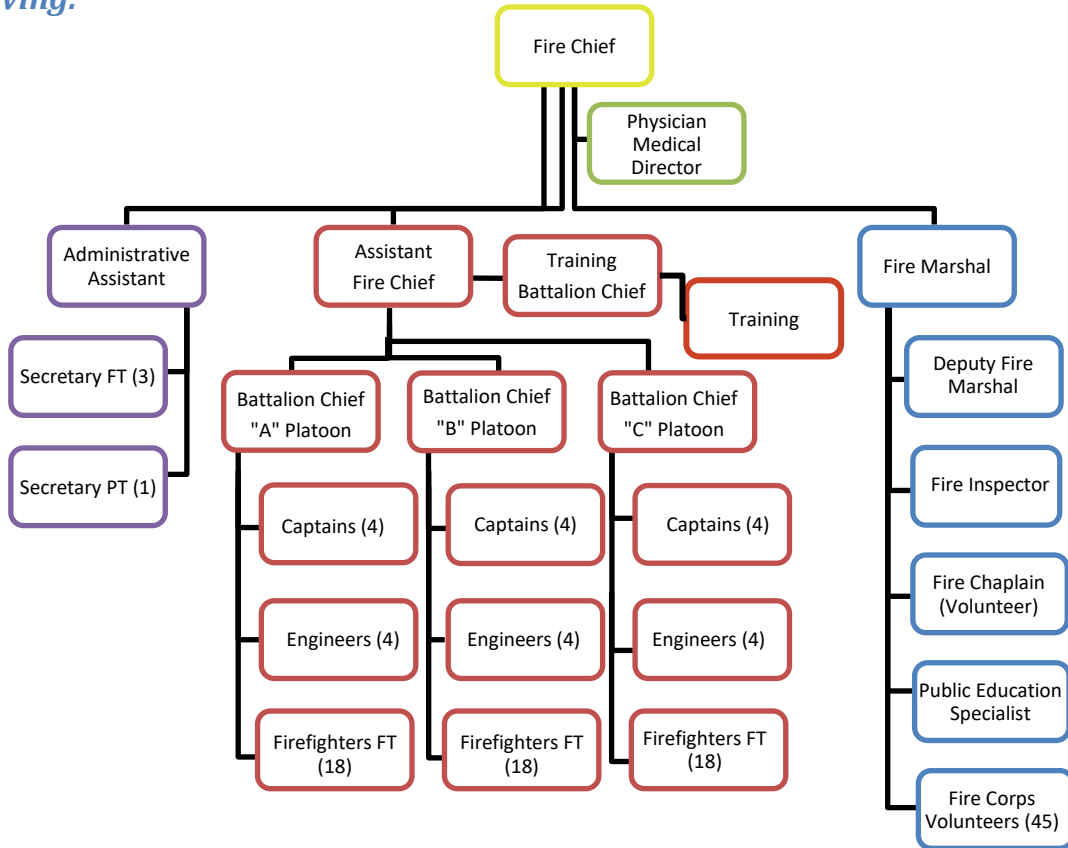 ving.
Fire Chief
Physician
Medical
Director
Administrative
Assistant
Assistant
Fire Chief
Training
Battalion Chief
Training
Fire Marshal
Secretary FT (3)
Secretary PT (1)
Battalion Chief
"A" Platoon
Captains (4)
Engineers (4)
Firefighters FT
(18)
Battalion Chief
"B" Platoon
Captains (4)
Engineers (4)
Firefighters FT
(18)
Battalion Chief
"C" Platoon
Captains (4)
Engineers (4)
Firefighters FT
(18)
Deputy Fire
Marshal
Fire Inspector
Fire Chaplain
(Volunteer)
Public Education
Specialist
Fire Corps
Volunteers (45)